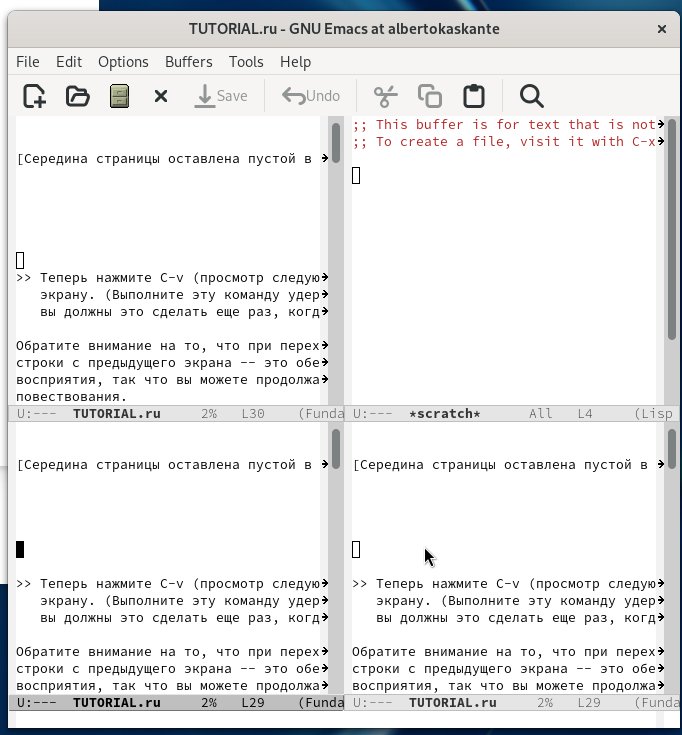 TUTORIAL.ru - GNU Emacs at albertokaskante ×
File Edit Options Buffers Tools Help
Save Undo
[Середина страницы оставлена пустой в
>> Теперь нажмите C-v (просмотр следую
экрану. (Выполните эту команду удер
вы должны это сделать еще раз, когд
Обратите внимание на то, что при перех
строки с предыдущего экрана -- это обе
восприятия, так что вы можете продолжа
повествования.
U:--- TUTORIAL.ru 2% L30 (Funda
;; This buffer is for text that is not
;; To create a file, visit it with C-x
U:--- *scratch* All L4 (Lisp
[Середина страницы оставлена пустой в
>> Теперь нажмите C-v (просмотр следую
экрану. (Выполните эту команду удер
вы должны это сделать еще раз, когд
Обратите внимание на то, что при перех
строки с предыдущего экрана -- это обе
восприятия, так что вы можете продолжа
U:--- TUTORIAL.ru 2% L29 (Funda
[Середина страницы оставлена пустой в
>> Теперь нажмите C-v (просмотр следую
экрану. (Выполните эту команду удер
вы должны это сделать еще раз, когд
Обратите внимание на то, что при перех
строки с предыдущего экрана -- это обе
восприятия, так что вы можете продолжа
U:--- TUTORIAL.ru 2% L29 (Funda